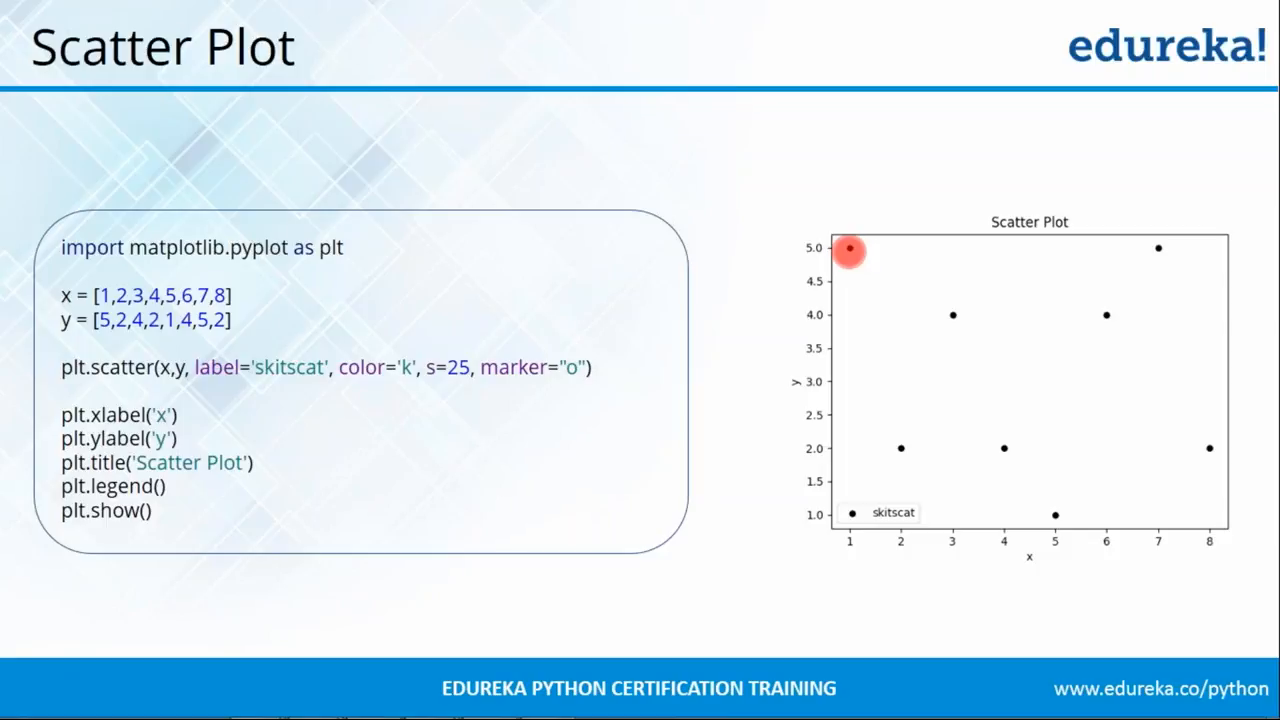 Scatter Plot
edureka!
import matplotlib.pyplot as plt
x = [1,2,3,4,5,6,7,8]
y = [5,2,4,2,1,4,5,2]
plt.scatter(x,y, label='skitscat', color='k', s=25, marker="o")
plt.xlabel('x')
plt.ylabel('y')
plt.title('Scatter Plot')
plt.legend()
plt.show()
Scatter Plot
5.0
4.5
4.0
3.5
3.0
2.5
2.0
1.5
1.0
y
skitscat
1 2 3 4 5 6 7 8
x
EDUREKA PYTHON CERTIFICATION TRAINING
www.edureka.co/python